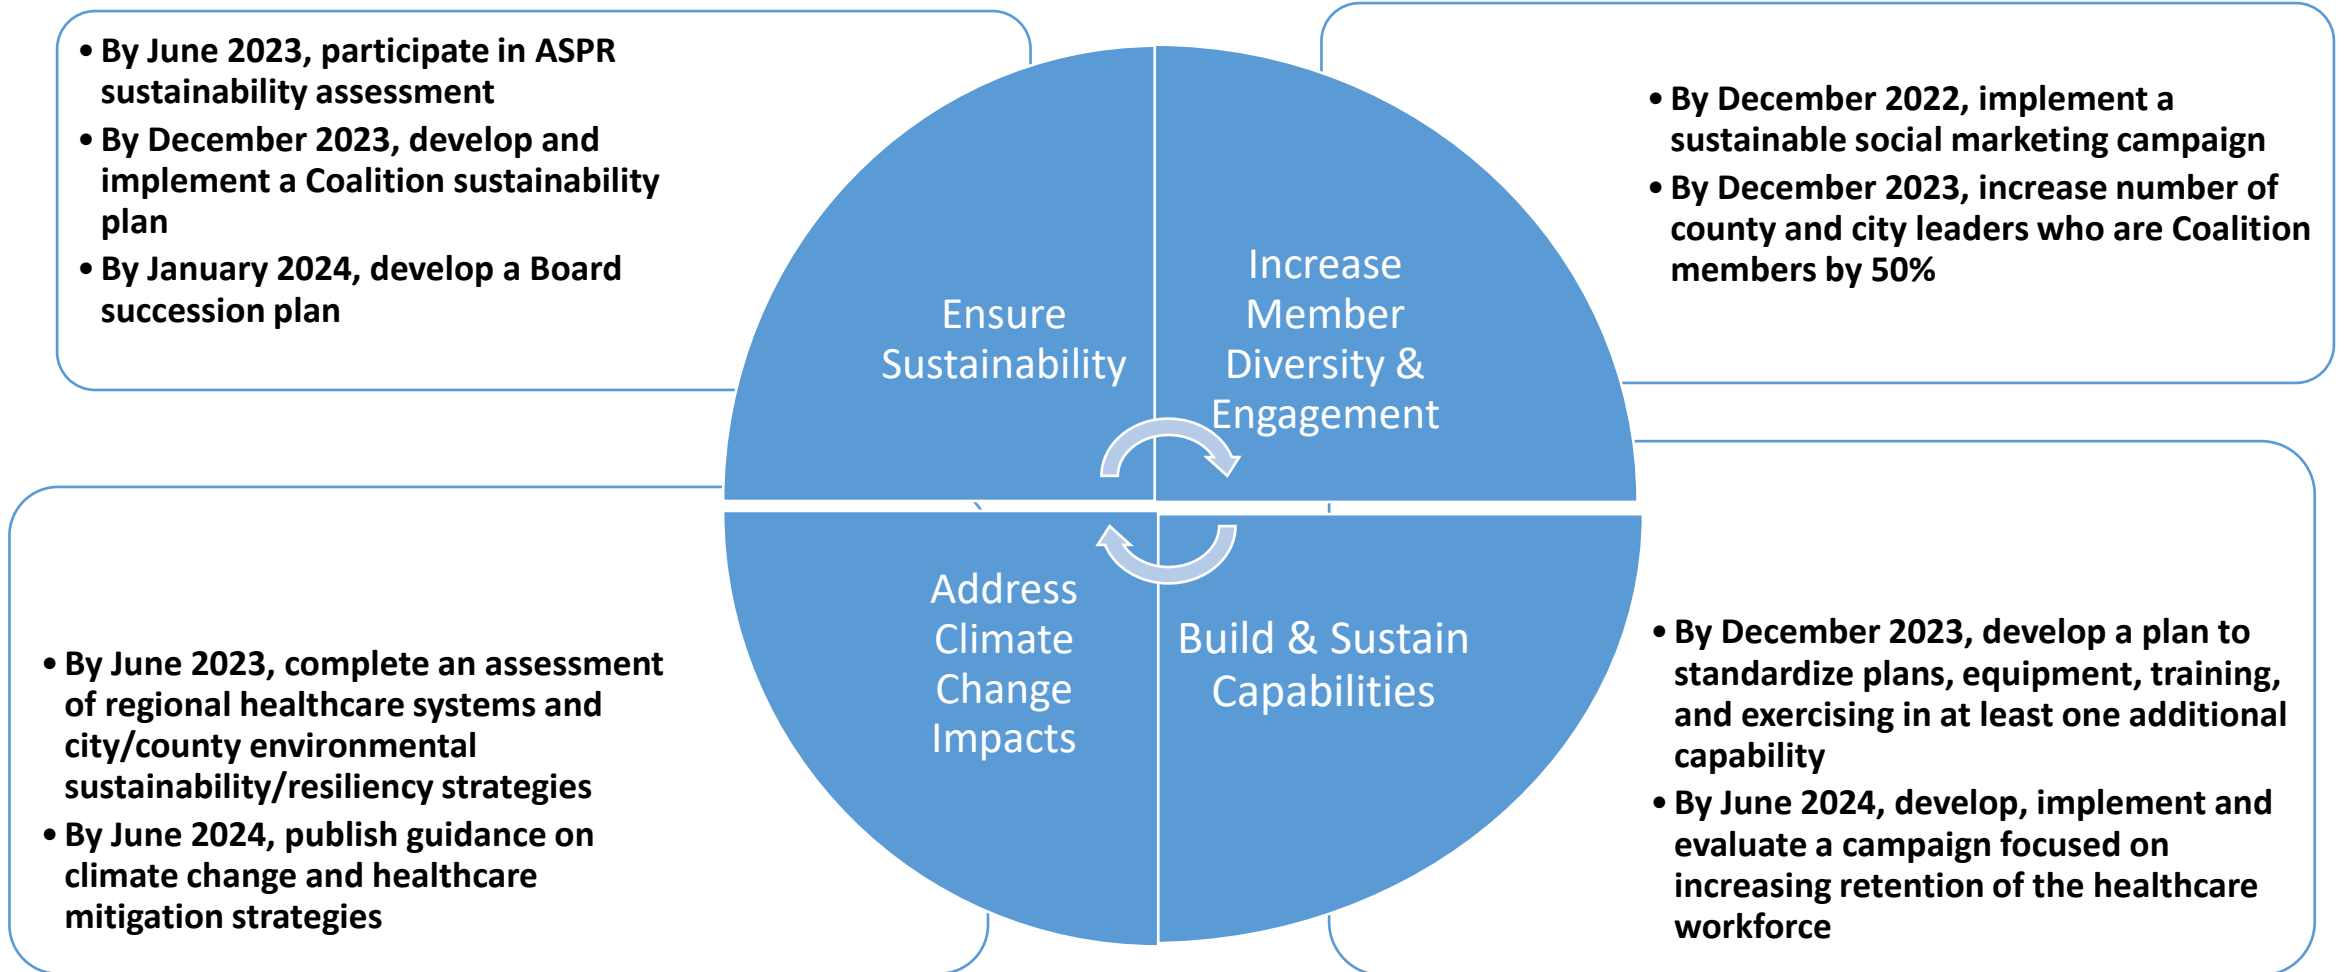 • By June 2023, participate in ASPR
sustainability assessment
• By December 2023, develop and
implement a Coalition sustainability
plan
• By January 2024, develop a Board
succession plan
• By December 2022, implement a
sustainable social marketing campaign
• By December 2023, increase number of
county and city leaders who are Coalition
members by 50%
Ensure
Sustainability
Increase
Member
Diversity &
Engagement
Address
Climate
Change
Impacts
Build & Sustain
Capabilities
• By June 2023, complete an assessment
of regional healthcare systems and
city/county environmental
sustainability/resiliency strategies
• By June 2024, publish guidance on
climate change and healthcare
mitigation strategies
• By December 2023, develop a plan to
standardize plans, equipment, training,
and exercising in at least one additional
capability
• By June 2024, develop, implement and
evaluate a campaign focused on
increasing retention of the healthcare
workforce